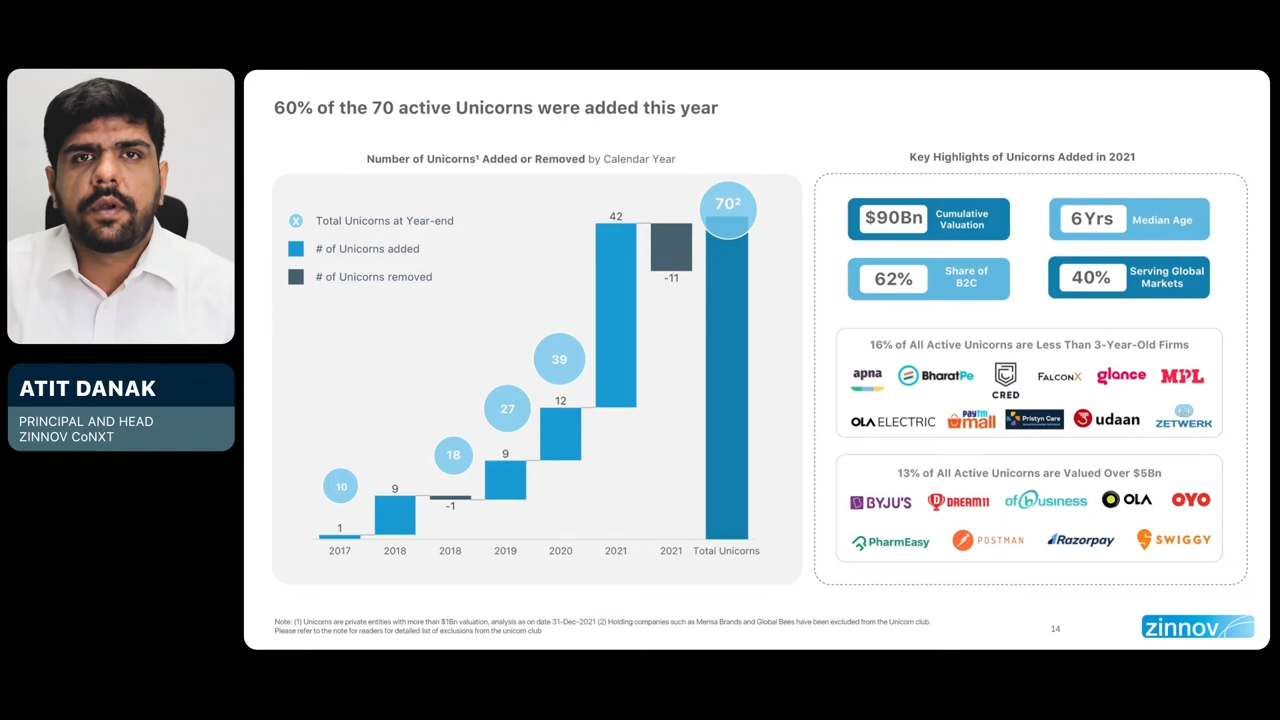 60% of the 70 active Unicorns were added this year
Number of Unicorns¹ Added or Removed by Calendar Year
X Total Unicorns at Year-end
# of Unicorns added
# of Unicorns removed
10
18
27
39
70²
1
9
-1
9
12
42
-11
2017 2018 2018 2019 2020 2021 2021 Total Unicorns
Key Highlights of Unicorns Added in 2021
$90Bn Cumulative
Valuation
6Yrs Median Age
62% Share of
B2C
40% Serving Global
Markets
16% of All Active Unicorns are Less Than 3-Year-Old Firms
apna BharatPe CRED FALCONX glance MPL
OLA ELECTRIC paytm mall Pristyn Care udaan ZETWERK
13% of All Active Unicorns are Valued Over $5Bn
BYJU'S DREAM11 ofbusiness OLA OYO
PharmEasy POSTMAN Razorpay SWIGGY
Note: (1) Unicorns are private entities with more than $1Bn valuation, analysis as on date 31-Dec-2021 (2) Holding companies such as Mensa Brands and Global Bees have been excluded from the Unicorn club.
Please refer to the note for readers for detailed list of exclusions from the unicorn club
14
zinnov
ATIT DANAK
PRINCIPAL AND HEAD
ZINNOV CoNXT